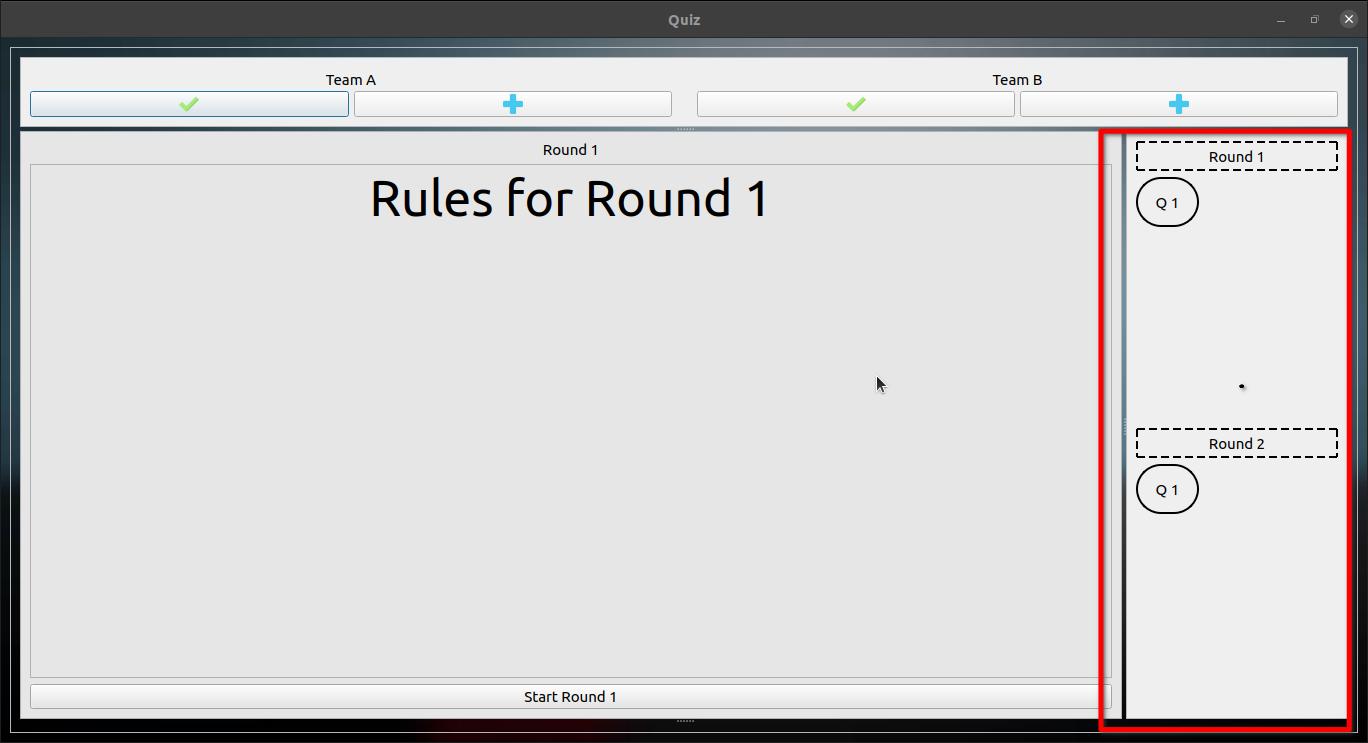 Quiz
Team A
Team B
Round 1
Rules for Round 1
Start Round 1
Round 1
Q 1
Round 2
Q 1